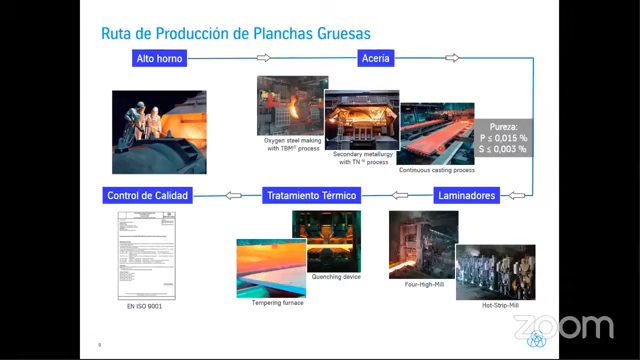 Ruta de Producción de Planchas Gruesas
Alto horno
Acería
Oxygen steel making
with TBM® process
Secondary metallurgy
with TN® process
Continuous casting process
Pureza:
P ≤ 0,015 %
S ≤ 0,003 %
Control de Calidad
Tratamiento Térmico
Laminadores
EN ISO 9001
Tempering furnace
Quenching device
Four-High-Mill
Hot-Strip-Mill
zoom